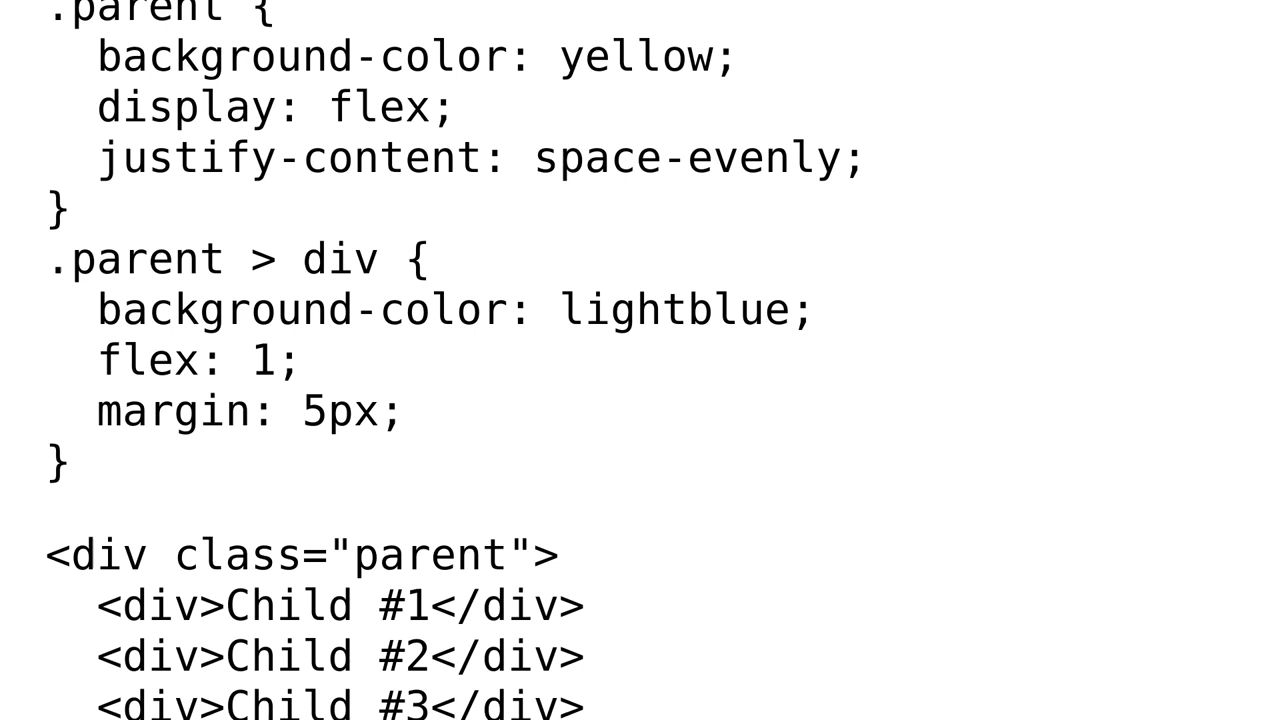 .parent {
  background-color: yellow;
  display: flex;
  justify-content: space-evenly;
}
.parent > div {
  background-color: lightblue;
  flex: 1;
  margin: 5px;
}

<div class="parent">
  <div>Child #1</div>
  <div>Child #2</div>
  <div>Child #3</div>